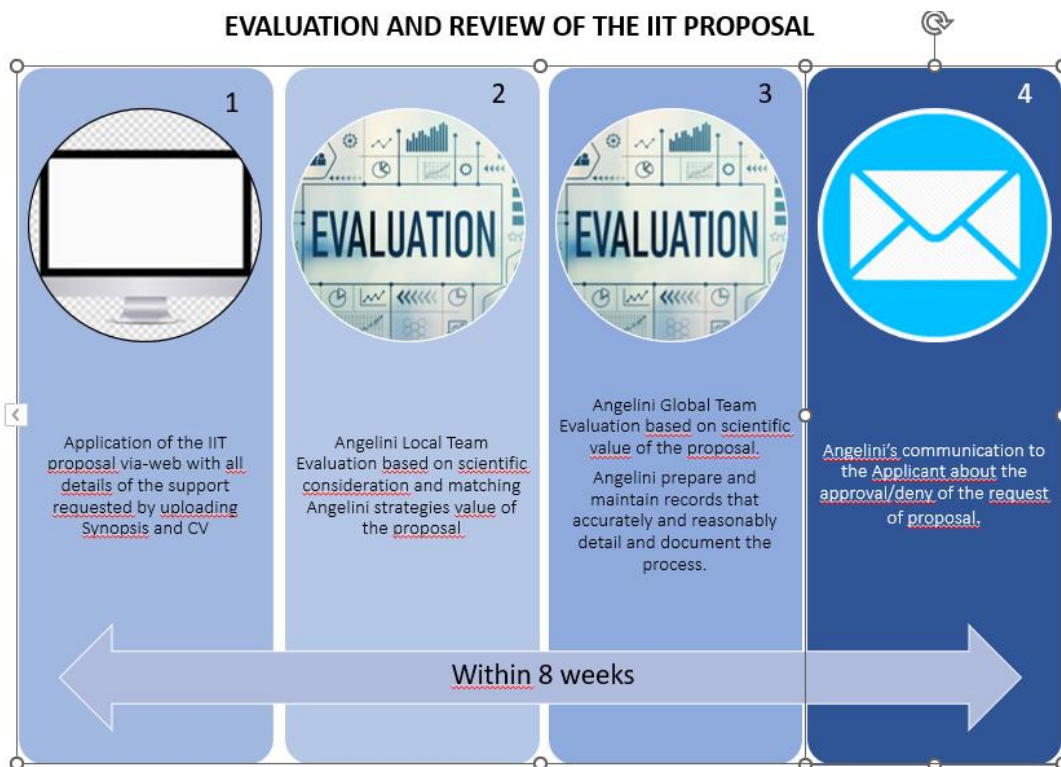 EVALUATION AND REVIEW OF THE IIT PROPOSAL
1
EVALUATION
2
EVALUATION
3
4
Application of the IIT
proposal via-web with all
details of the support
requested by uploading
Synopsis and CV
Angelini Local Team
Evaluation based on scientific
consideration and matching
Angelini strategies value of
the proposal
Angelini Global Team
Evaluation based on scientific
value of the proposal.
Angelini prepare and
maintain records that
accurately and reasonably
detail and document the
process.
Angelini's communication to
the Applicant about the
approval/deny of the request
of proposal.
Within 8 weeks